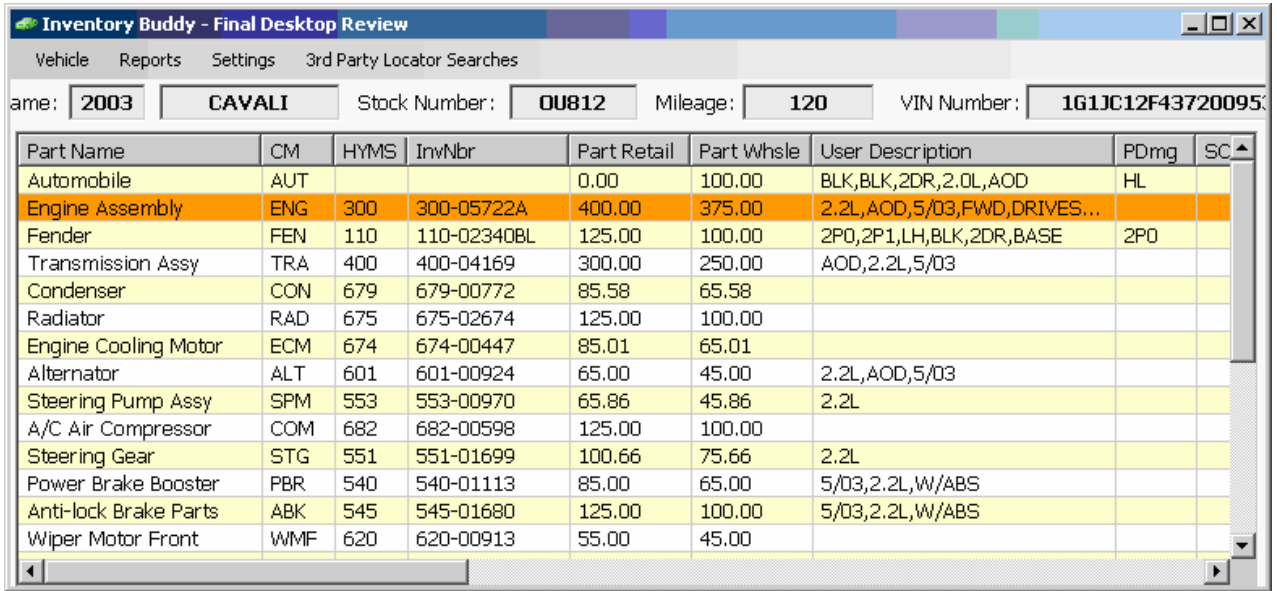 Inventory Buddy - Final Desktop Review
Vehicle Reports Settings 3rd Party Locator Searches
ame: 2003 CAVALI Stock Number: OU812 Mileage: 120 VIN Number: 1G1JC12F43720095
Part Name CM HYMS InvNbr Part Retail Part Whsle User Description PDmg SC
Automobile AUT 0.00 100.00 BLK,BLK,2DR,2.0L,AOD HL
Engine Assembly ENG 300 300-05722A 400.00 375.00 2.2L,AOD,5/03,FWD,DRIVES...
Fender FEN 110 110-02340BL 125.00 100.00 2P0,2P1,LH,BLK,2DR,BASE 2P0
Transmission Assy TRA 400 400-04169 300.00 250.00 AOD,2.2L,5/03
Condenser CON 679 679-00772 85.58 65.58
Radiator RAD 675 675-02674 125.00 100.00
Engine Cooling Motor ECM 674 674-00447 85.01 65.01
Alternator ALT 601 601-00924 65.00 45.00 2.2L,AOD,5/03
Steering Pump Assy SPM 553 553-00970 65.86 45.86 2.2L
A/C Air Compressor COM 682 682-00598 125.00 100.00
Steering Gear STG 551 551-01699 100.66 75.66 2.2L
Power Brake Booster PBR 540 540-01113 85.00 65.00 5/03,2.2L,W/ABS
Anti-lock Brake Parts ABK 545 545-01680 125.00 100.00 5/03,2.2L,W/ABS
Wiper Motor Front WMF 620 620-00913 55.00 45.00